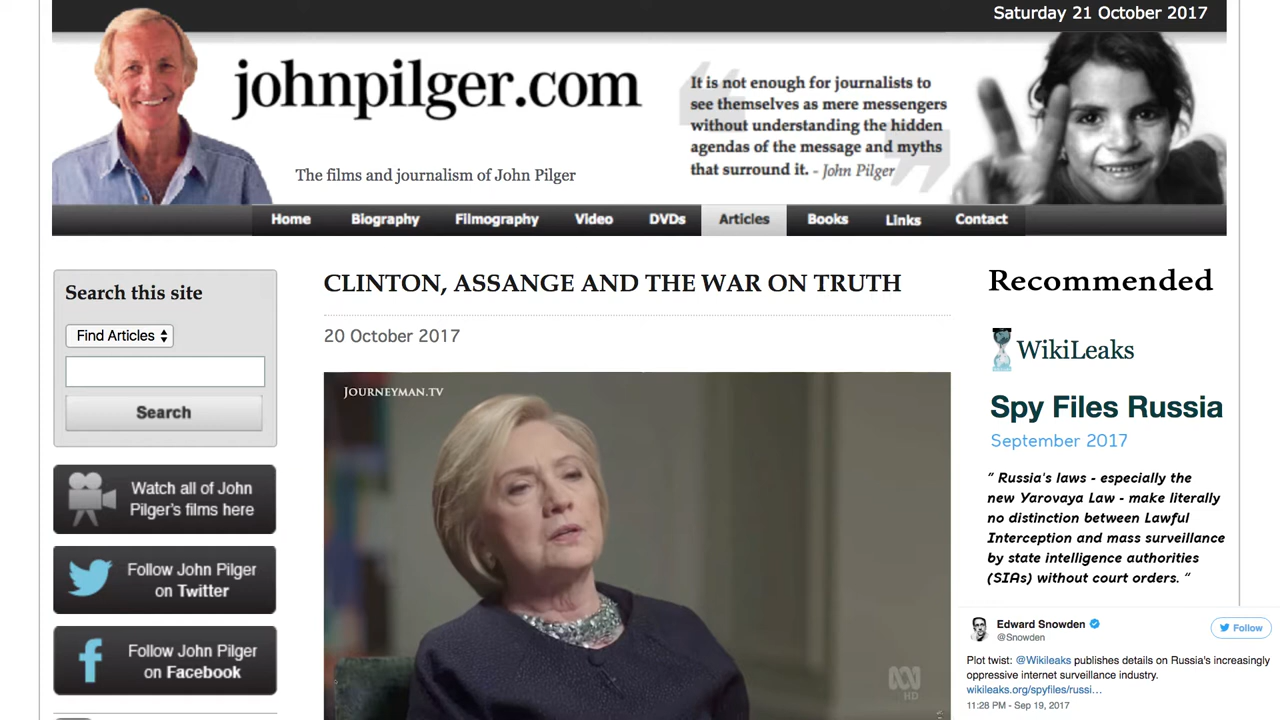 Saturday 21 October 2017
johnpilger.com
The films and journalism of John Pilger
It is not enough for journalists to
see themselves as mere messengers
without understanding the hidden
agendas of the message and myths
that surround it. - John Pilger
Home Biography Filmography Video DVDs Articles Books Links Contact
Search this site
Find Articles
Search
Watch all of John
Pilger's films here
Follow John Pilger
on Twitter
Follow John Pilger
on Facebook
CLINTON, ASSANGE AND THE WAR ON TRUTH
20 October 2017
JOURNEYMAN.TV
ABC HD
Recommended
WikiLeaks
Spy Files Russia
September 2017
“ Russia's laws - especially the
new Yarovaya Law - make literally
no distinction between Lawful
Interception and mass surveillance
by state intelligence authorities
(SIAs) without court orders. “
Edward Snowden
@Snowden
Follow
Plot twist: @Wikileaks publishes details on Russia's increasingly
oppressive internet surveillance industry.
wikileaks.org/spyfiles/russi...
11:28 PM - Sep 19, 2017